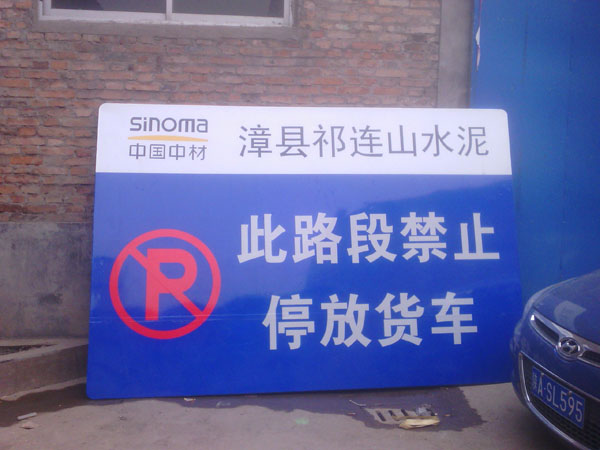 sinoma
中国中材
漳县祁连山水泥
此路段禁止
停放货车
P
A·SL595